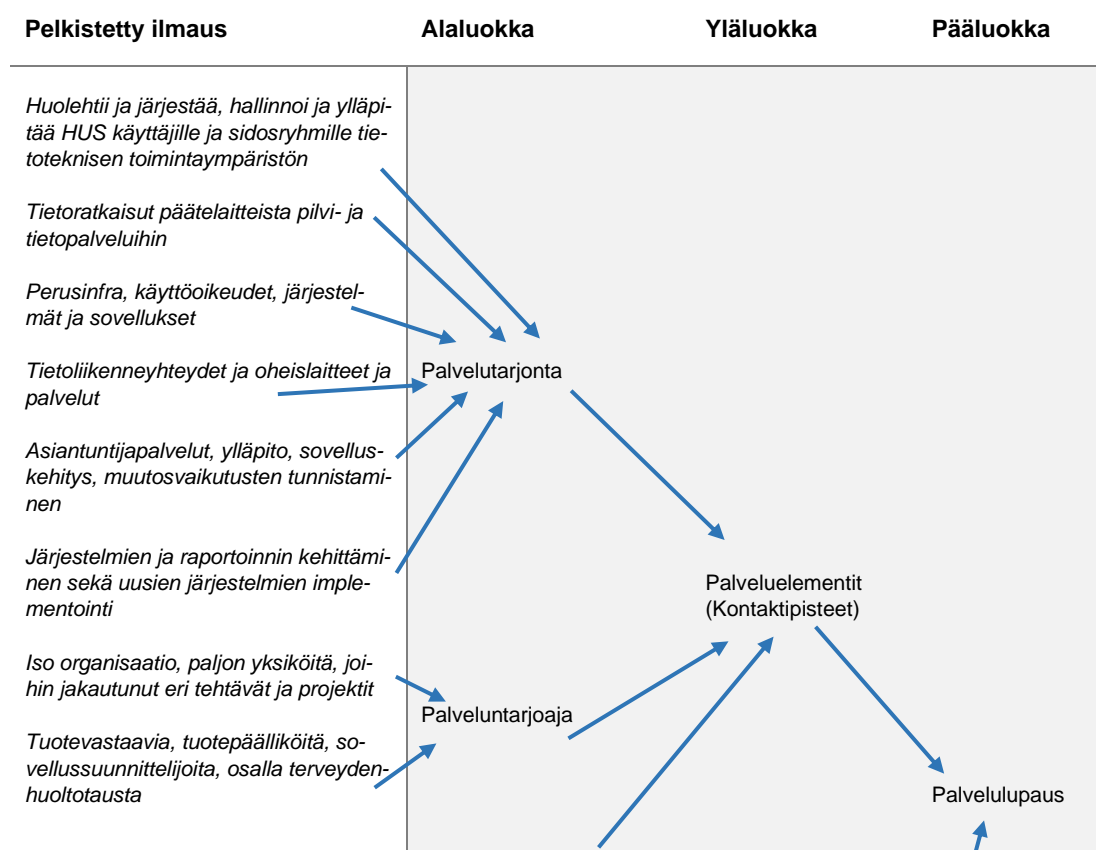 Pelkistetty ilmaus Alaluokka Yläluokka Pääluokka
Huolehtii ja järjestää, hallinnoi ja ylläpi-
tää HUS käyttäjille ja sidosryhmille tie-
toteknisen toimintaympäristön
Tietoratkaisut päätelaitteista pilvi- ja
tietopalveluihin
Perusinfra, käyttöoikeudet, järjestel-
mät ja sovellukset
Tietoliikenneyhteydet ja oheislaitteet ja
palvelut
Palvelutarjonta
Asiantuntijapalvelut, ylläpito, sovellus-
kehitys, muutosvaikutusten tunnistami-
nen
Järjestelmien ja raportoinnin kehittämi-
nen sekä uusien järjestelmien imple-
mentointi
Palveluelementit
(Kontaktipisteet)
Iso organisaatio, paljon yksiköitä, joi-
hin jakautunut eri tehtävät ja projektit
Palveluntarjoaja
Tuotevastaavia, tuotepäälliköitä, so-
vellussuunnittelijoita, osalla terveyden-
huoltotausta
Palvelulupaus